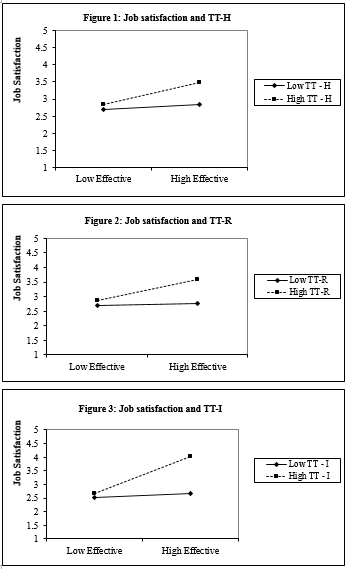 Figure 1: Job satisfaction and TT-H
Job Satisfaction
5
4.5
4
3.5
3
2.5
2
1.5
1
Low Effective
High Effective
Low TT - H
High TT - H
Figure 2: Job satisfaction and TT-R
Job Satisfaction
5
4.5
4
3.5
3
2.5
2
1.5
1
Low Effective
High Effective
Low TT-R
High TT-R
Figure 3: Job satisfaction and TT-I
Job Satisfaction
5
4.5
4
3.5
3
2.5
2
1.5
1
Low Effective
High Effective
Low TT - I
High TT - I